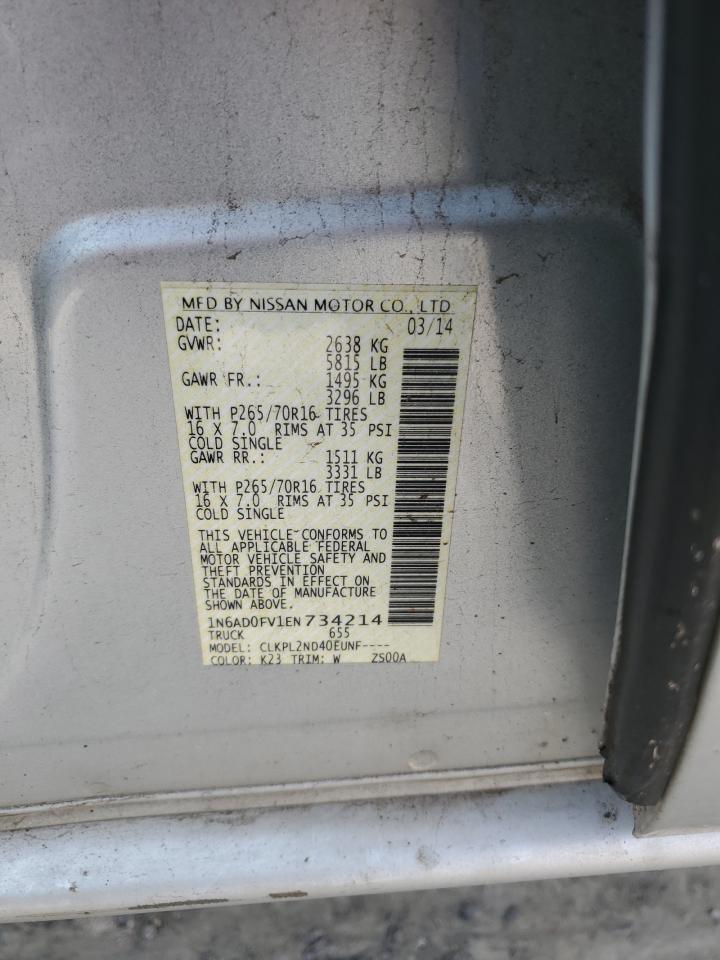 MFD BY NISSAN MOTOR CO., LTD
DATE: 03/14
GVWR: 2638 KG
5815 LB
GAWR FR.: 1495 KG
3296 LB
WITH P265/70R16 TIRES
16 X 7.0 RIMS AT 35 PSI
COLD SINGLE
GAWR RR.: 1511 KG
3331 LB
WITH P265/70R16 TIRES
16 X 7.0 RIMS AT 35 PSI
COLD SINGLE
THIS VEHICLE CONFORMS TO
ALL APPLICABLE FEDERAL
MOTOR VEHICLE SAFETY AND
THEFT PREVENTION
STANDARDS IN EFFECT ON
THE DATE OF MANUFACTURE
SHOWN ABOVE.
1N6AD0FV1EN734214
TRUCK 655
MODEL: CLKPL2ND40EUNF----
COLOR: K23 TRIM: W ZS00A